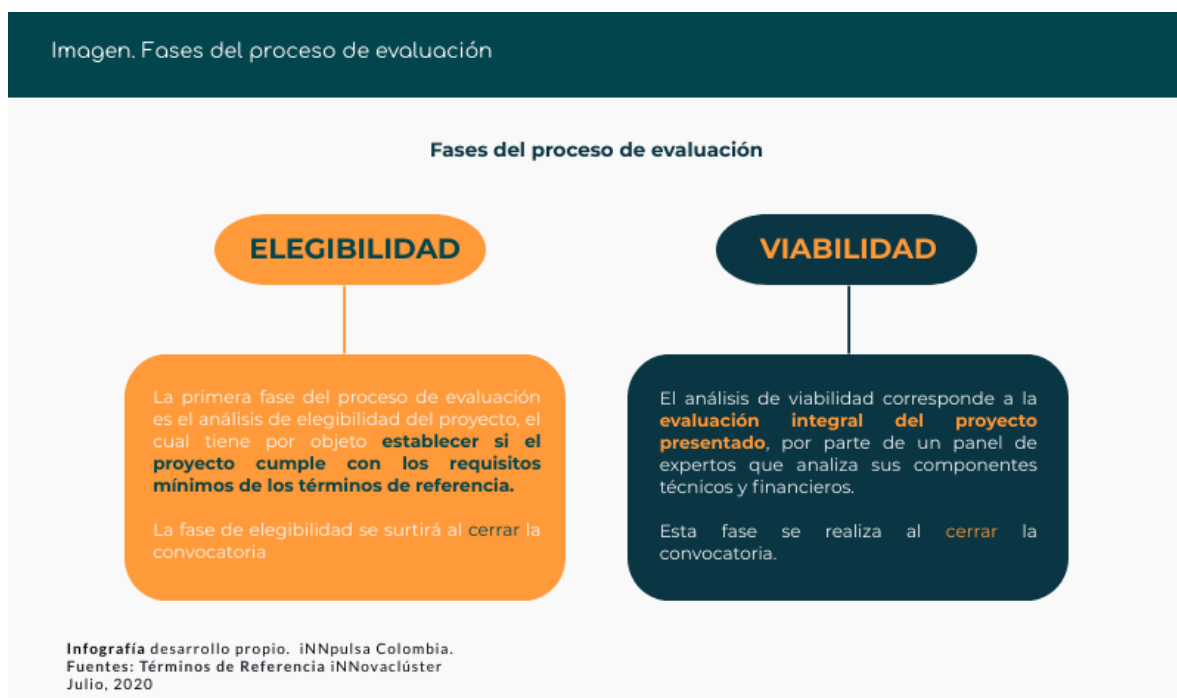 Imagen. Fases del proceso de evaluación
Fases del proceso de evaluación
ELEGIBILIDAD
La primera fase del proceso de evaluación
es el análisis de elegibilidad del proyecto, el
cual tiene por objeto establecer si el
proyecto cumple con los requisitos
mínimos de los términos de referencia.
La fase de elegibilidad se surtirá al cerrar la
convocatoria
VIABILIDAD
El análisis de viabilidad corresponde a la
evaluación integral del proyecto
presentado, por parte de un panel de
expertos que analiza sus componentes
técnicos y financieros.
Esta fase se realiza al cerrar la
convocatoria.
Infografía desarrollo propio. iNNpulsa Colombia.
Fuentes: Términos de Referencia iNNovaclúster
Julio, 2020